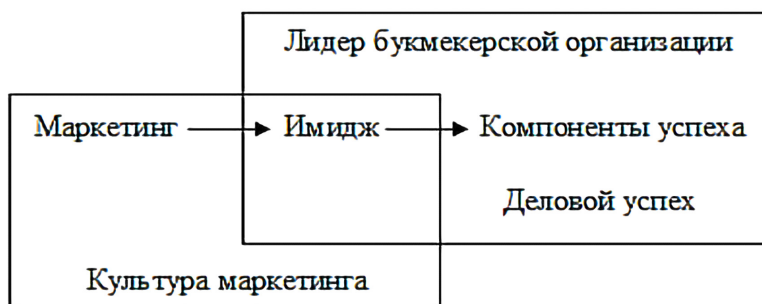 Лидер букмекерской организации
Маркетинг Имидж Компоненты успеха
Деловой успех
Культура маркетинга